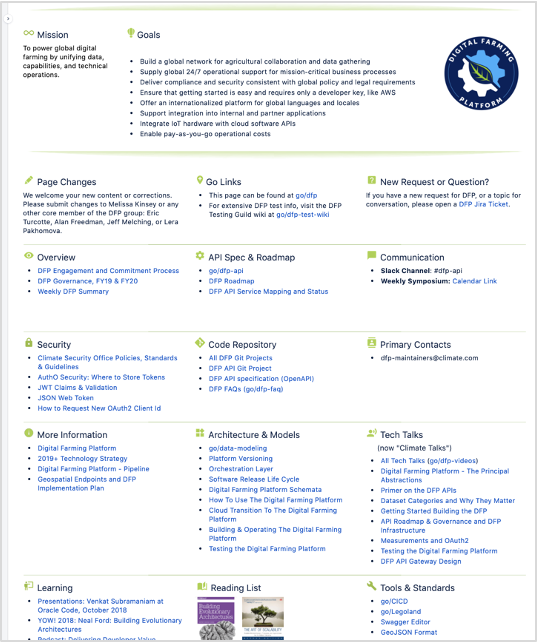 Mission
To power global digital
farming by unifying data,
capabilities, and technical
operations.
Goals
Build a global network for agricultural collaboration and data gathering
Supply global 24/7 operational support for mission-critical business processes
Deliver compliance and security consistent with global policy and legal requirements
Ensure that getting started is easy and requires only a developer key, like AWS
Offer an internationalized platform for global languages and locales
Support integration into internal and partner applications
Integrate IoT hardware with cloud software APIs
Enable pay-as-you-go operational costs
DIGITAL FARMING
PLATFORM
Page Changes
We welcome your new content or corrections.
Please submit changes to Melissa Kinsey or any
other core member of the DFP group: Eric
Turcotte, Alan Freedman, Jeff Melching, or Lera
Pakhomova.
Go Links
This page can be found at go/dfp
For extensive DFP test info, visit the DFP
Testing Guild wiki at go/dfp-test-wiki
New Request or Question?
If you have a new request for DFP, or a topic for
conversation, please open a DFP Jira Ticket.
Overview
DFP Engagement and Commitment Process
DFP Governance, FY19 & FY20
Weekly DFP Summary
API Spec & Roadmap
go/dfp-api
DFP Roadmap
DFP API Service Mapping and Status
Communication
Slack Channel: #dfp-api
Weekly Symposium: Calendar Link
Security
Climate Security Office Policies, Standards
& Guidelines
AuthO Security: Where to Store Tokens
JWT Claims & Validation
JSON Web Token
How to Request New OAuth2 Client Id
Code Repository
All DFP Git Projects
DFP API Git Project
DFP API specification (OpenAPI)
DFP FAQs (go/dfp-faq)
Primary Contacts
dfp-maintainers@climate.com
More Information
Digital Farming Platform
2019+ Technology Strategy
Digital Farming Platform - Pipeline
Geospatial Endpoints and DFP
Implementation Plan
Architecture & Models
go/data-modeling
Platform Versioning
Orchestration Layer
Software Release Life Cycle
Digital Farming Platform Schemata
How To Use The Digital Farming Platform
Cloud Transition To The Digital Farming
Platform
Building & Operating The Digital Farming
Platform
Testing the Digital Farming Platform
Tech Talks
(now "Climate Talks")
All Tech Talks (go/dfp-videos)
Digital Farming Platform - The Principal
Abstractions
Primer on the DFP APIs
Dataset Categories and Why They Matter
Getting Started Building the DFP
API Roadmap & Governance and DFP
Infrastructure
Measurements and OAuth2
Testing the Digital Farming Platform
DFP API Gateway Design
Learning
Presentations: Venkat Subramaniam at
Oracle Code, October 2018
YOW! 2018: Neal Ford: Building Evolutionary
Architectures
Podcast: Delivering Developer Value
Reading List
Building
Evolutionary
Architectures
THE ART OF SCALABILITY
Tools & Standards
go/CICD
go/Legoland
Swagger Editor
GeoJSON Format